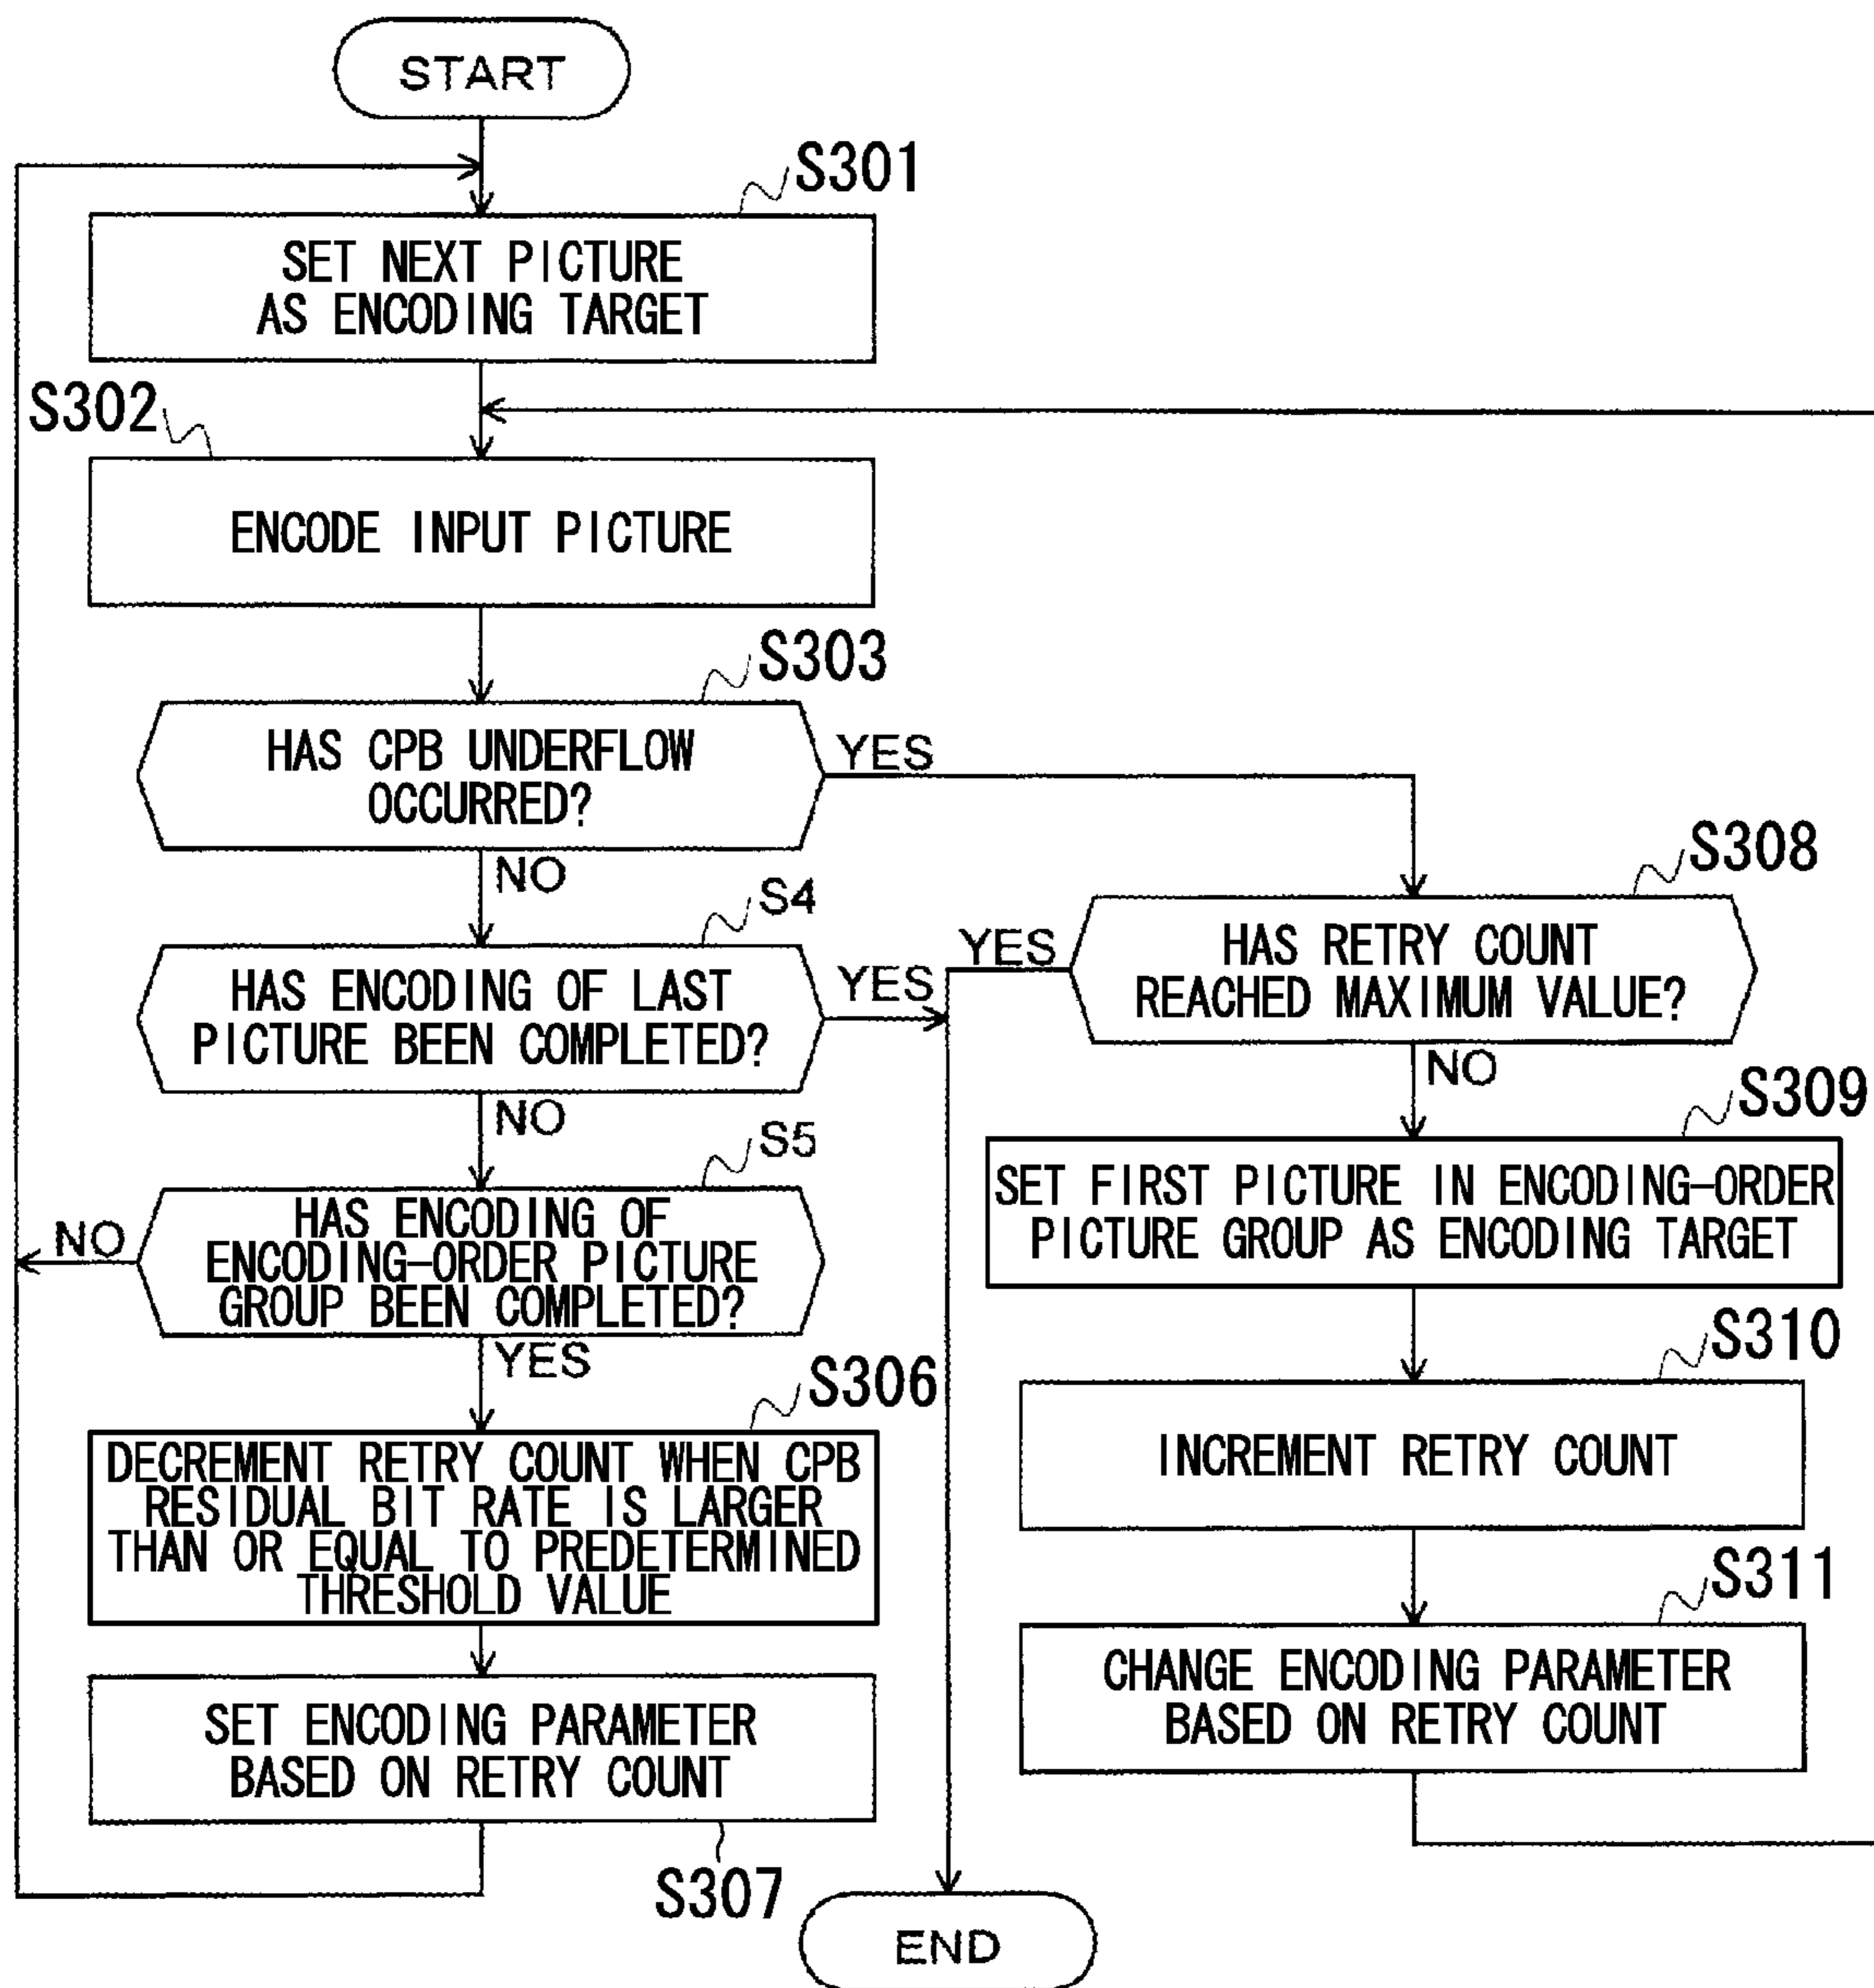 START
S301
SET NEXT PICTURE
AS ENCODING TARGET
S302
ENCODE INPUT PICTURE
S303
HAS CPB UNDERFLOW
OCCURRED?
YES
NO
S4
HAS ENCODING OF LAST
PICTURE BEEN COMPLETED?
YES
NO
S5
HAS ENCODING OF
ENCODING-ORDER PICTURE
GROUP BEEN COMPLETED?
NO
YES
S306
DECREMENT RETRY COUNT WHEN CPB
RESIDUAL BIT RATE IS LARGER
THAN OR EQUAL TO PREDETERMINED
THRESHOLD VALUE
SET ENCODING PARAMETER
BASED ON RETRY COUNT
S307
S308
HAS RETRY COUNT
REACHED MAXIMUM VALUE?
YES
NO
S309
SET FIRST PICTURE IN ENCODING-ORDER
PICTURE GROUP AS ENCODING TARGET
S310
INCREMENT RETRY COUNT
S311
CHANGE ENCODING PARAMETER
BASED ON RETRY COUNT
END